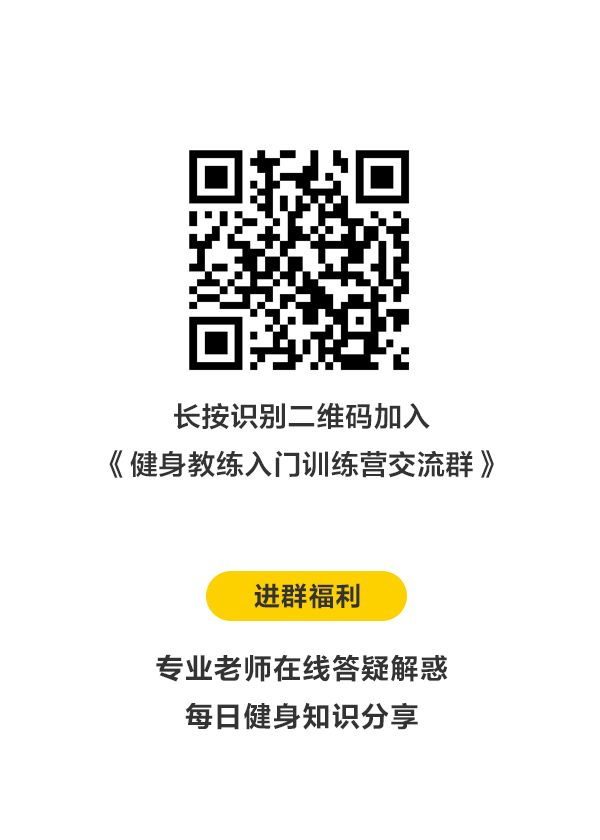 长按识别二维码加入
《健身教练入门训练营交流群》
进群福利
专业老师在线答疑解惑
每日健身知识分享